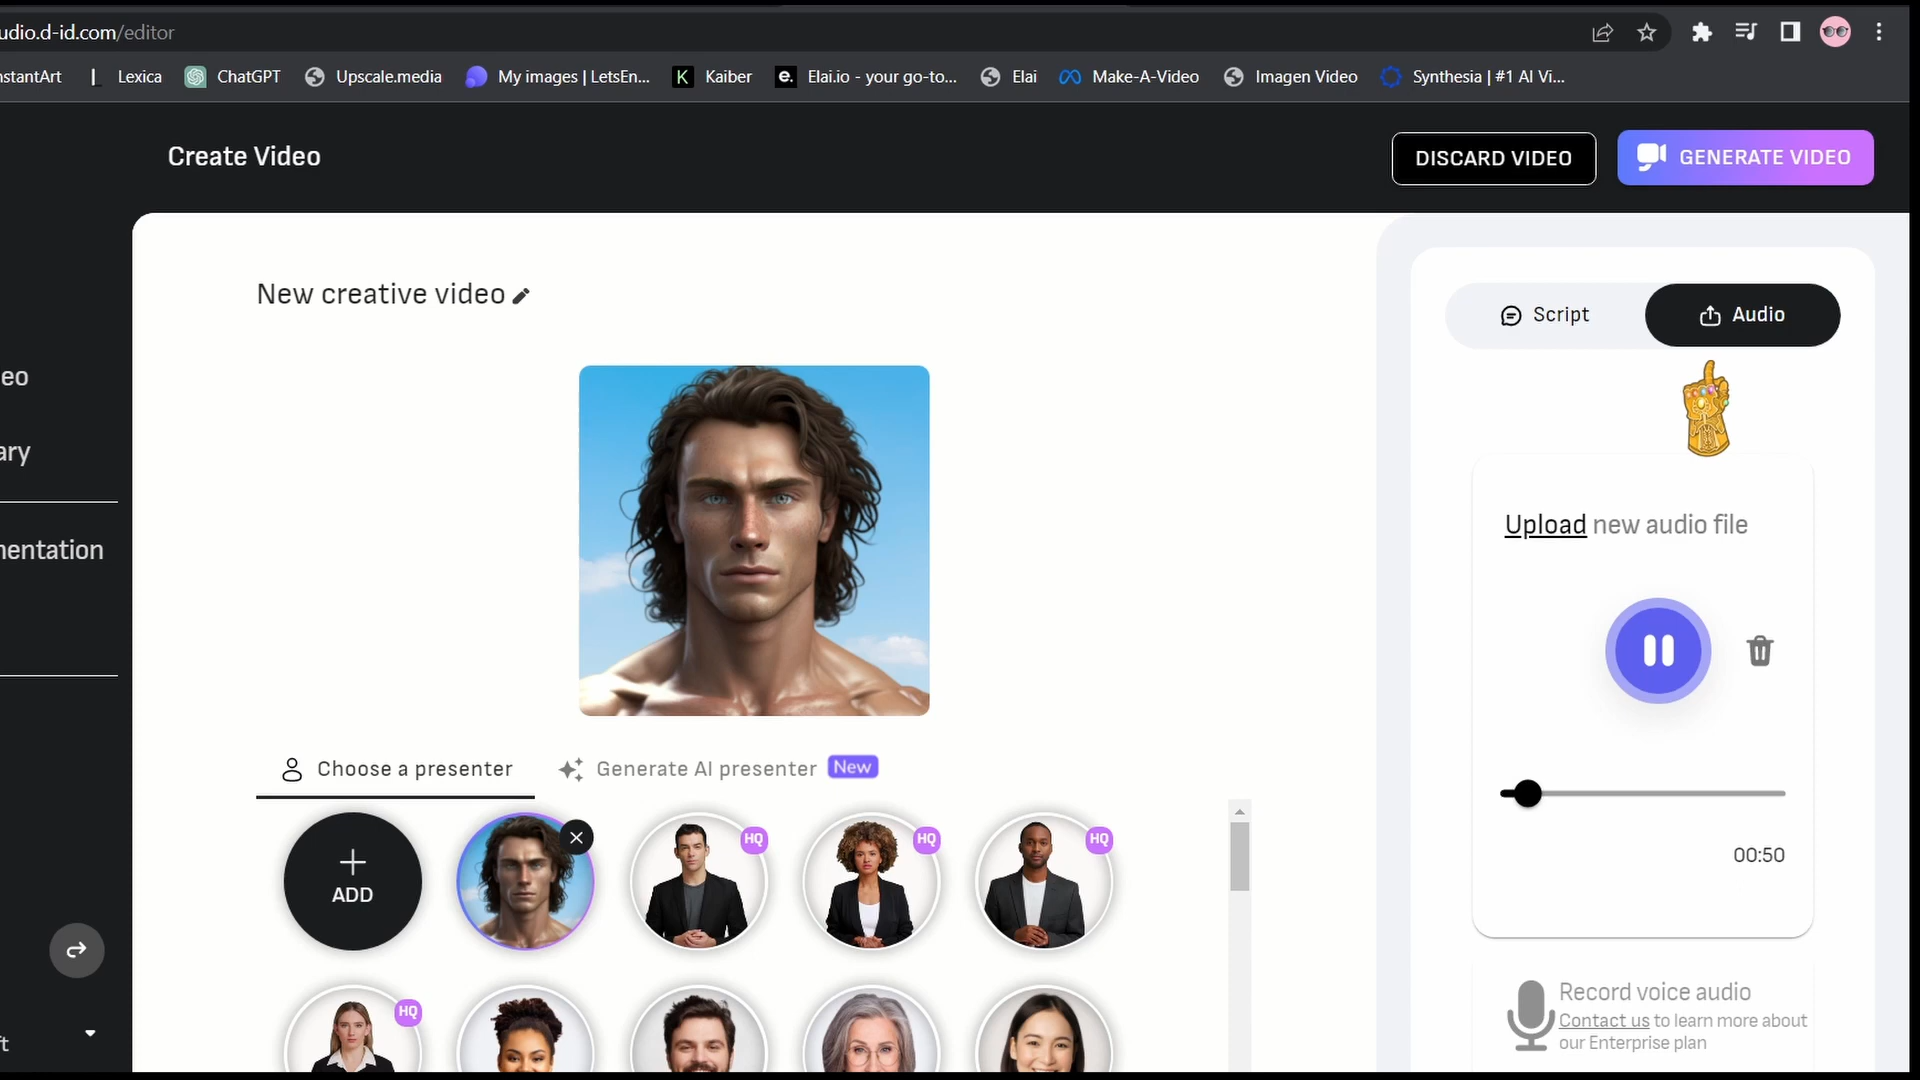 udio.d-id.com/editor
nstantArt
Lexica
ChatGPT
Upscale.media
My images | LetsEn...
Kaiber
Elai.io - your go-to...
Elai
Make-A-Video
Imagen Video
Synthesia | #1 AI Vi...
Create Video
DISCARD VIDEO
GENERATE VIDEO
New creative video
Script
Audio
eo
ary
nentation
Upload new audio file
00:50
Choose a presenter
Generate AI presenter
New
ADD
HQ
HQ
HQ
HQ
Record voice audio
Contact us to learn more about
our Enterprise plan
ft